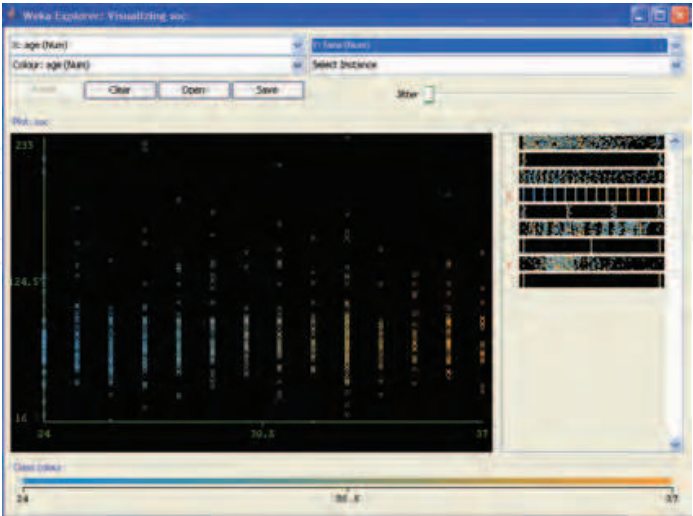 Weka Explorer: Visualizing soc
X: age (Num)
Colour: age (Num)
Select Instance
Clear
Open
Save
Jitter
Plot: soc
233
124.5
16
24
30.5
37
X
Y
Class colour
24
30.5
37